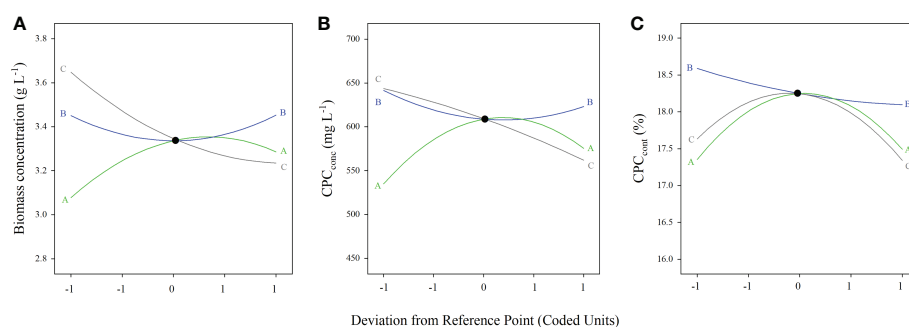 A
Biomass concentration (g L-1)
3.8
3.6
3.4
3.2
3.0
2.8
C
B
A
B
A
C
-1
-1
0
1
1
B
CPCconc (mg L-1)
700
650
600
550
500
450
C
B
A
B
A
C
-1
-1
0
1
1
C
CPCcont (%)
19.0
18.5
18.0
17.5
17.0
16.5
16.0
B
C
A
B
A
C
-1
-1
0
1
1
Deviation from Reference Point (Coded Units)